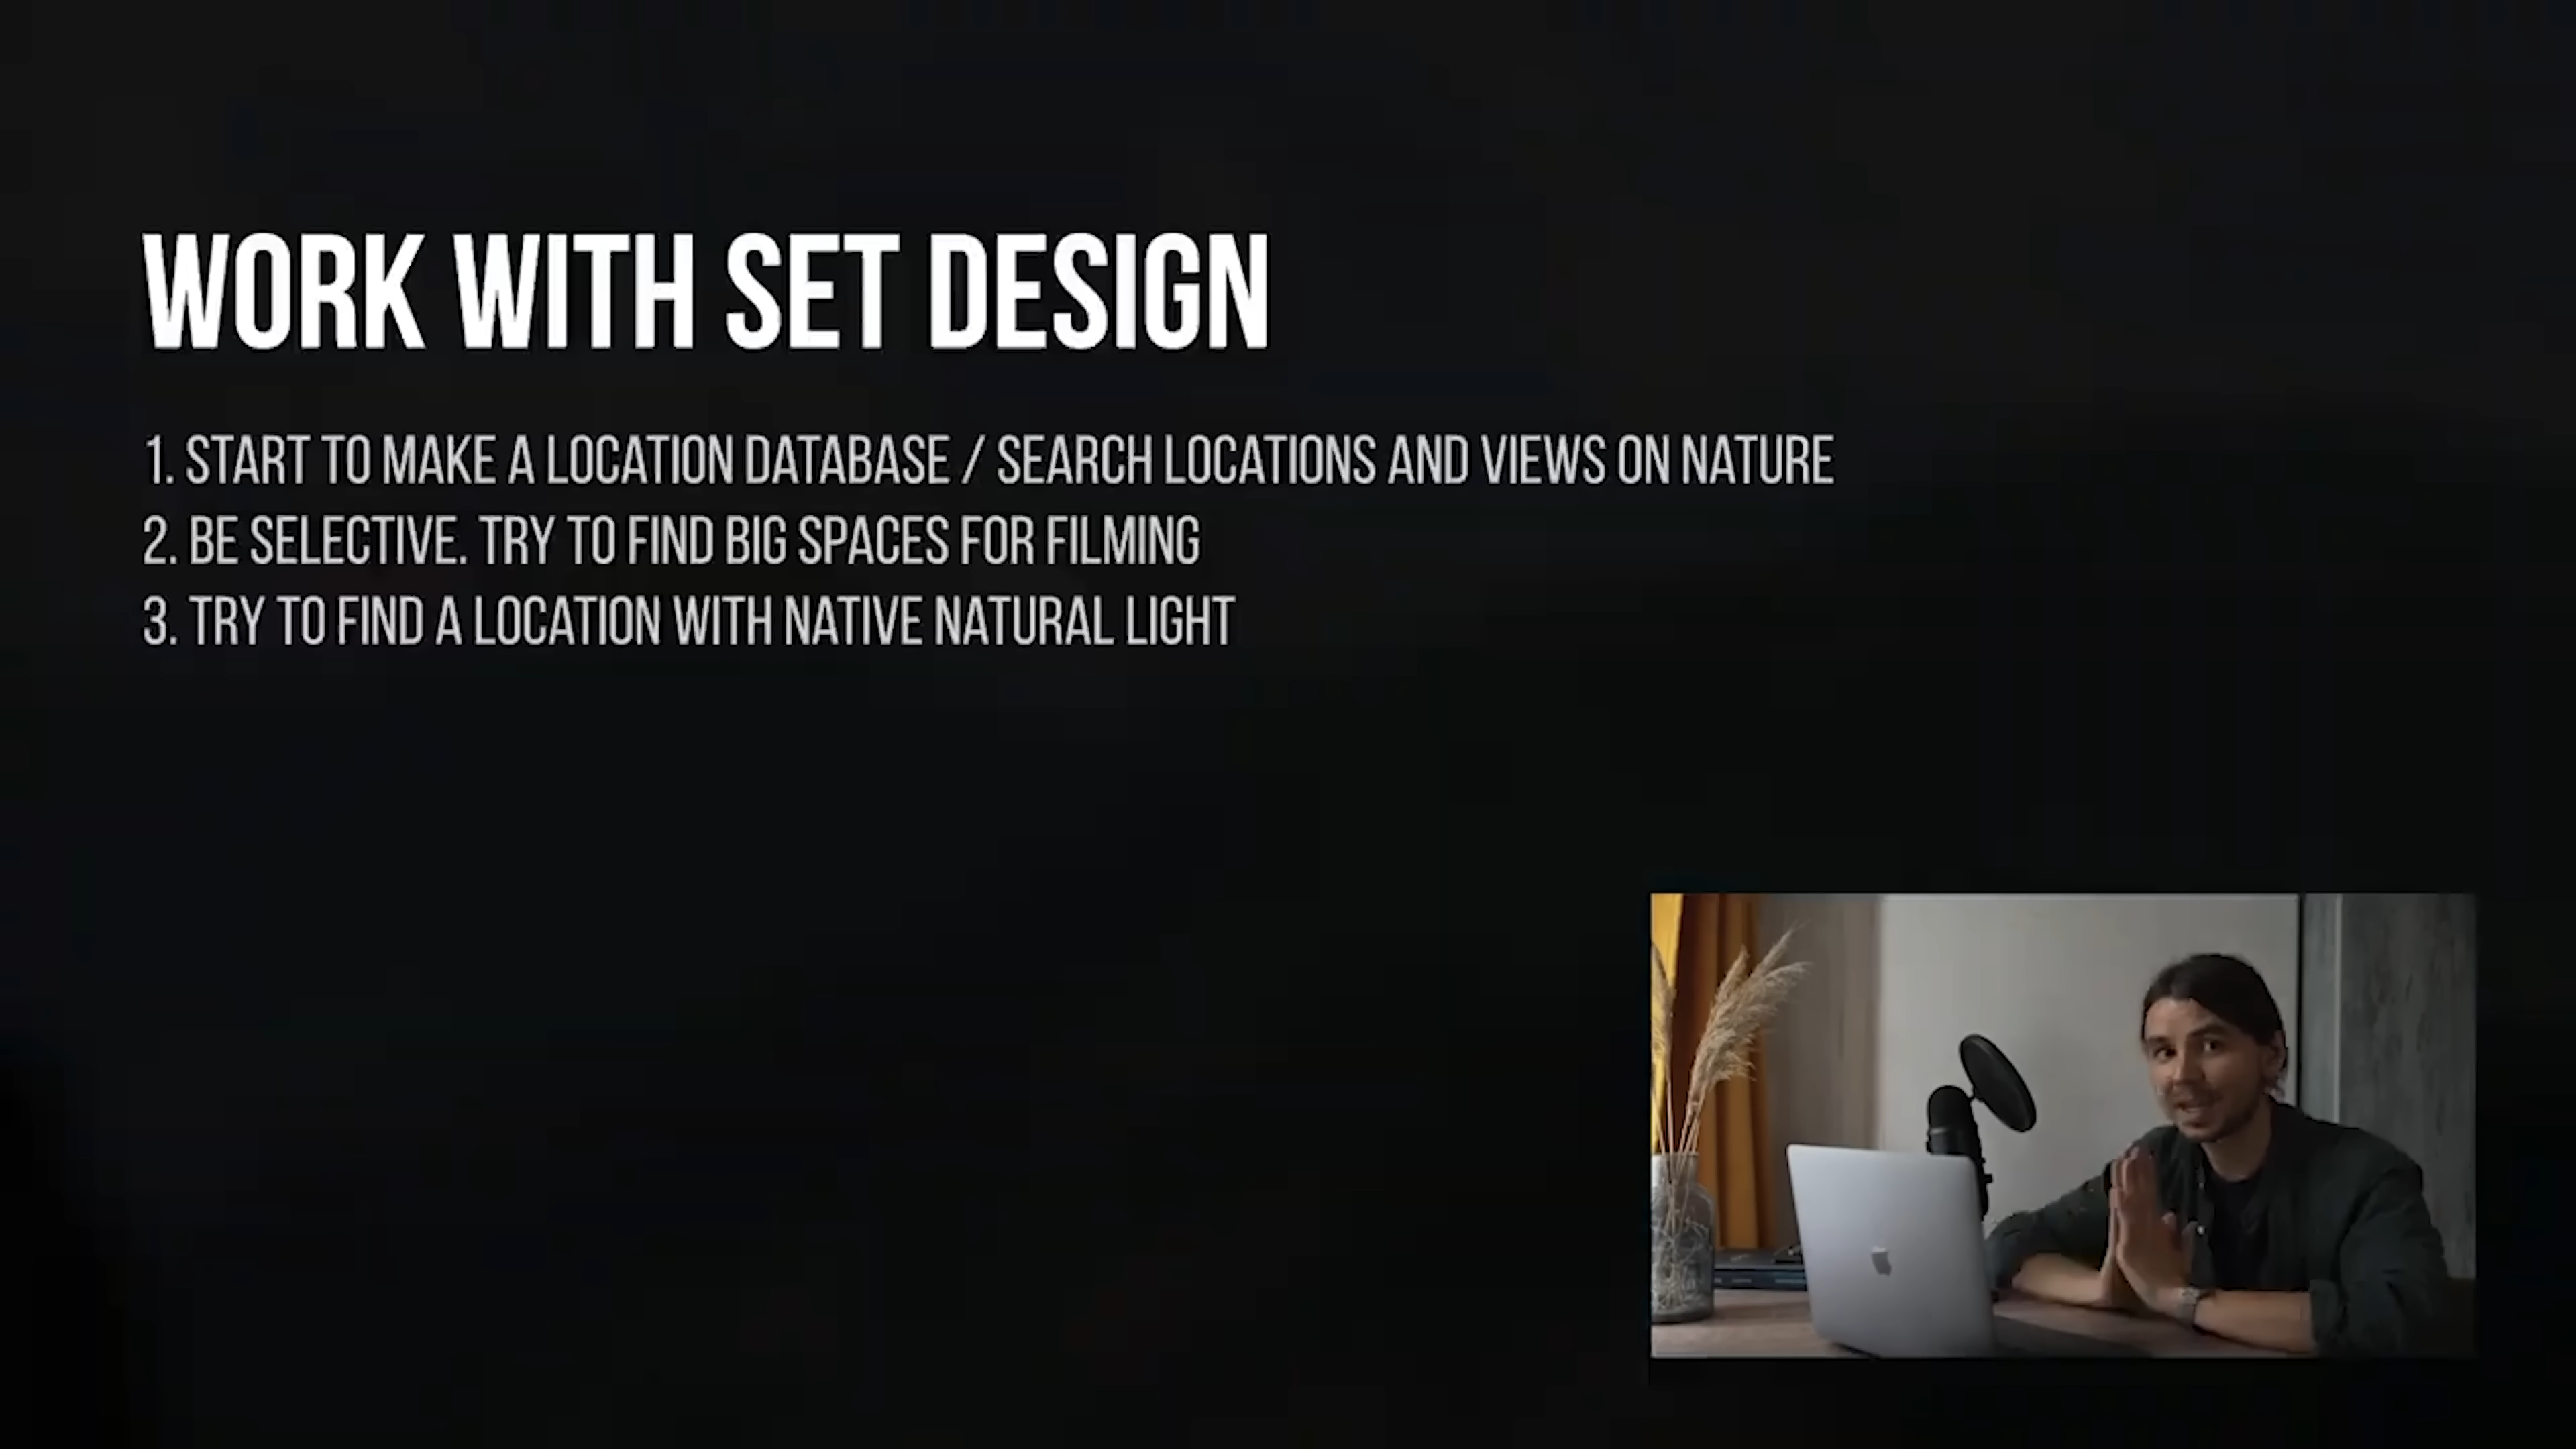 WORK WITH SET DESIGN
1. START TO MAKE A LOCATION DATABASE / SEARCH LOCATIONS AND VIEWS ON NATURE
2. BE SELECTIVE. TRY TO FIND BIG SPACES FOR FILMING
3. TRY TO FIND A LOCATION WITH NATIVE NATURAL LIGHT